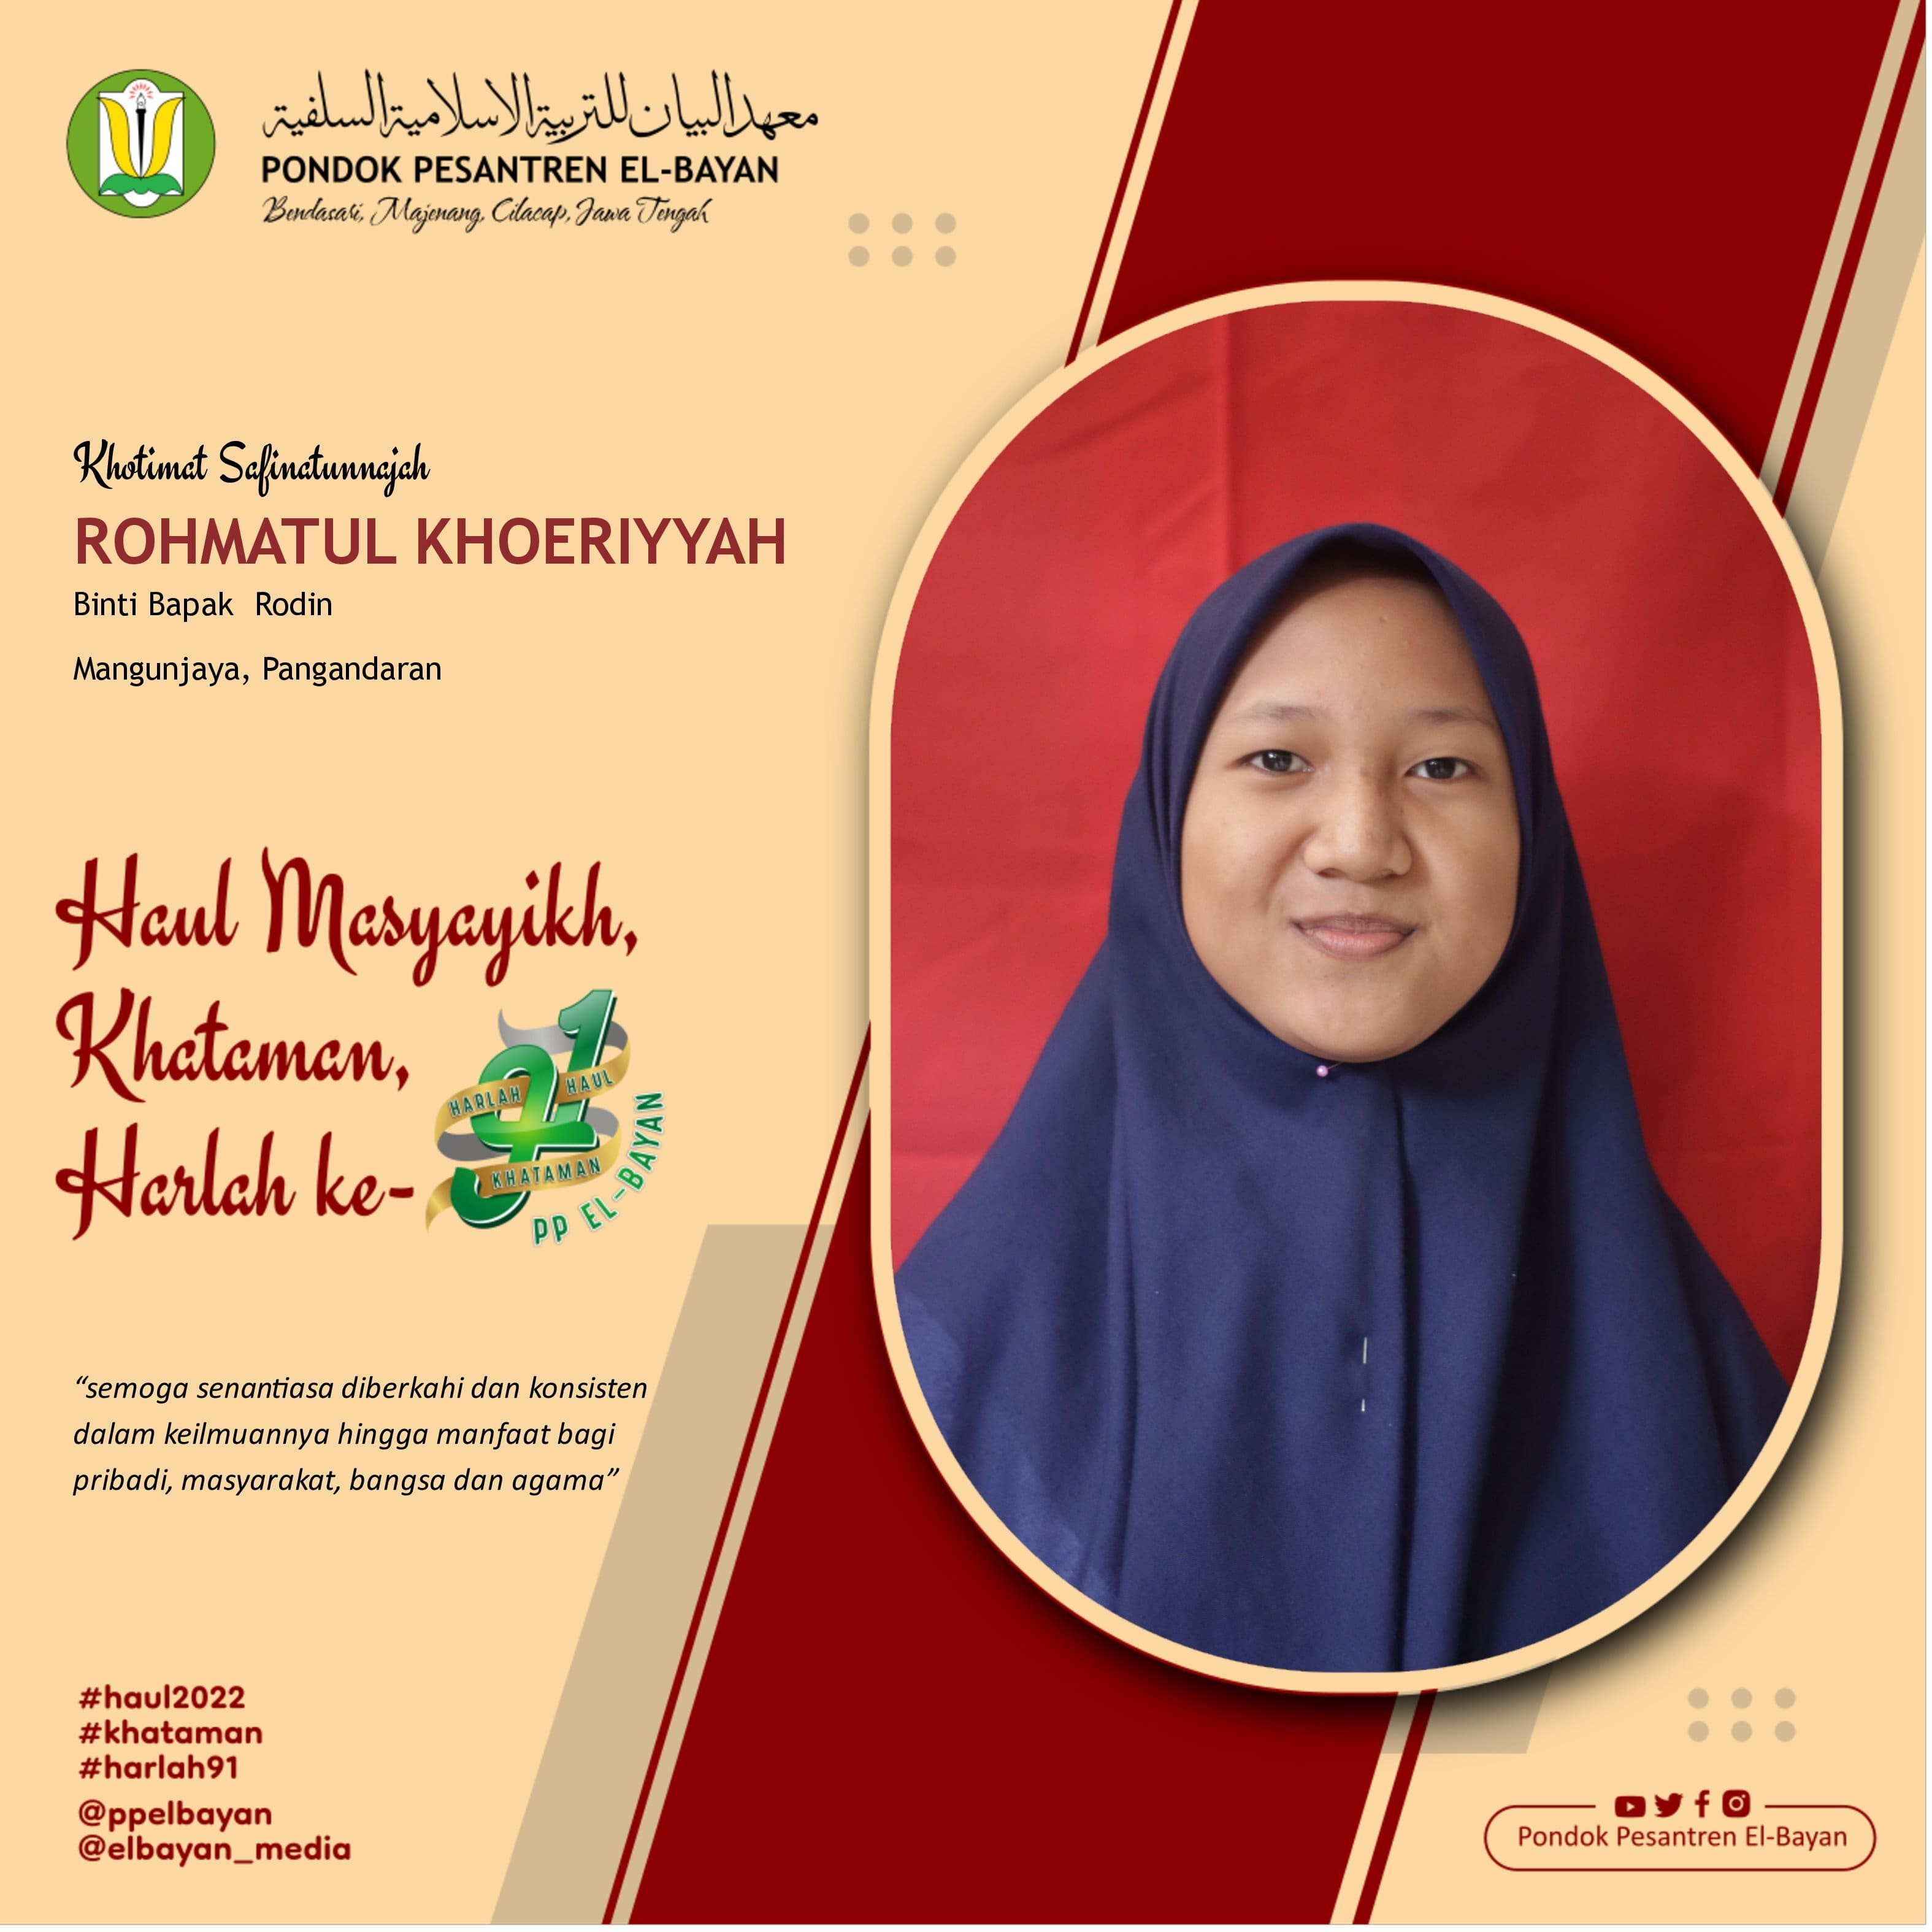 معهد البيان للتربية الاسلامية السلفية
PONDOK PESANTREN EL-BAYAN
Bendasari, Majenang, Cilacap, Jawa Tengah
Khotimat Safinatunnajah
ROHMATUL KHOERIYYAH
Binti Bapak  Rodin
Mangunjaya, Pangandaran
Haul Masyayikh,
Khataman,
Harlah ke-
91
HARLAH HAUL
KHATAMAN
PP EL-BAYAN
“semoga senantiasa diberkahi dan konsisten
dalam keilmuannya hingga manfaat bagi
pribadi, masyarakat, bangsa dan agama”
#haul2022
#khataman
#harlah91
@ppelbayan
@elbayan_media
Pondok Pesantren El-Bayan